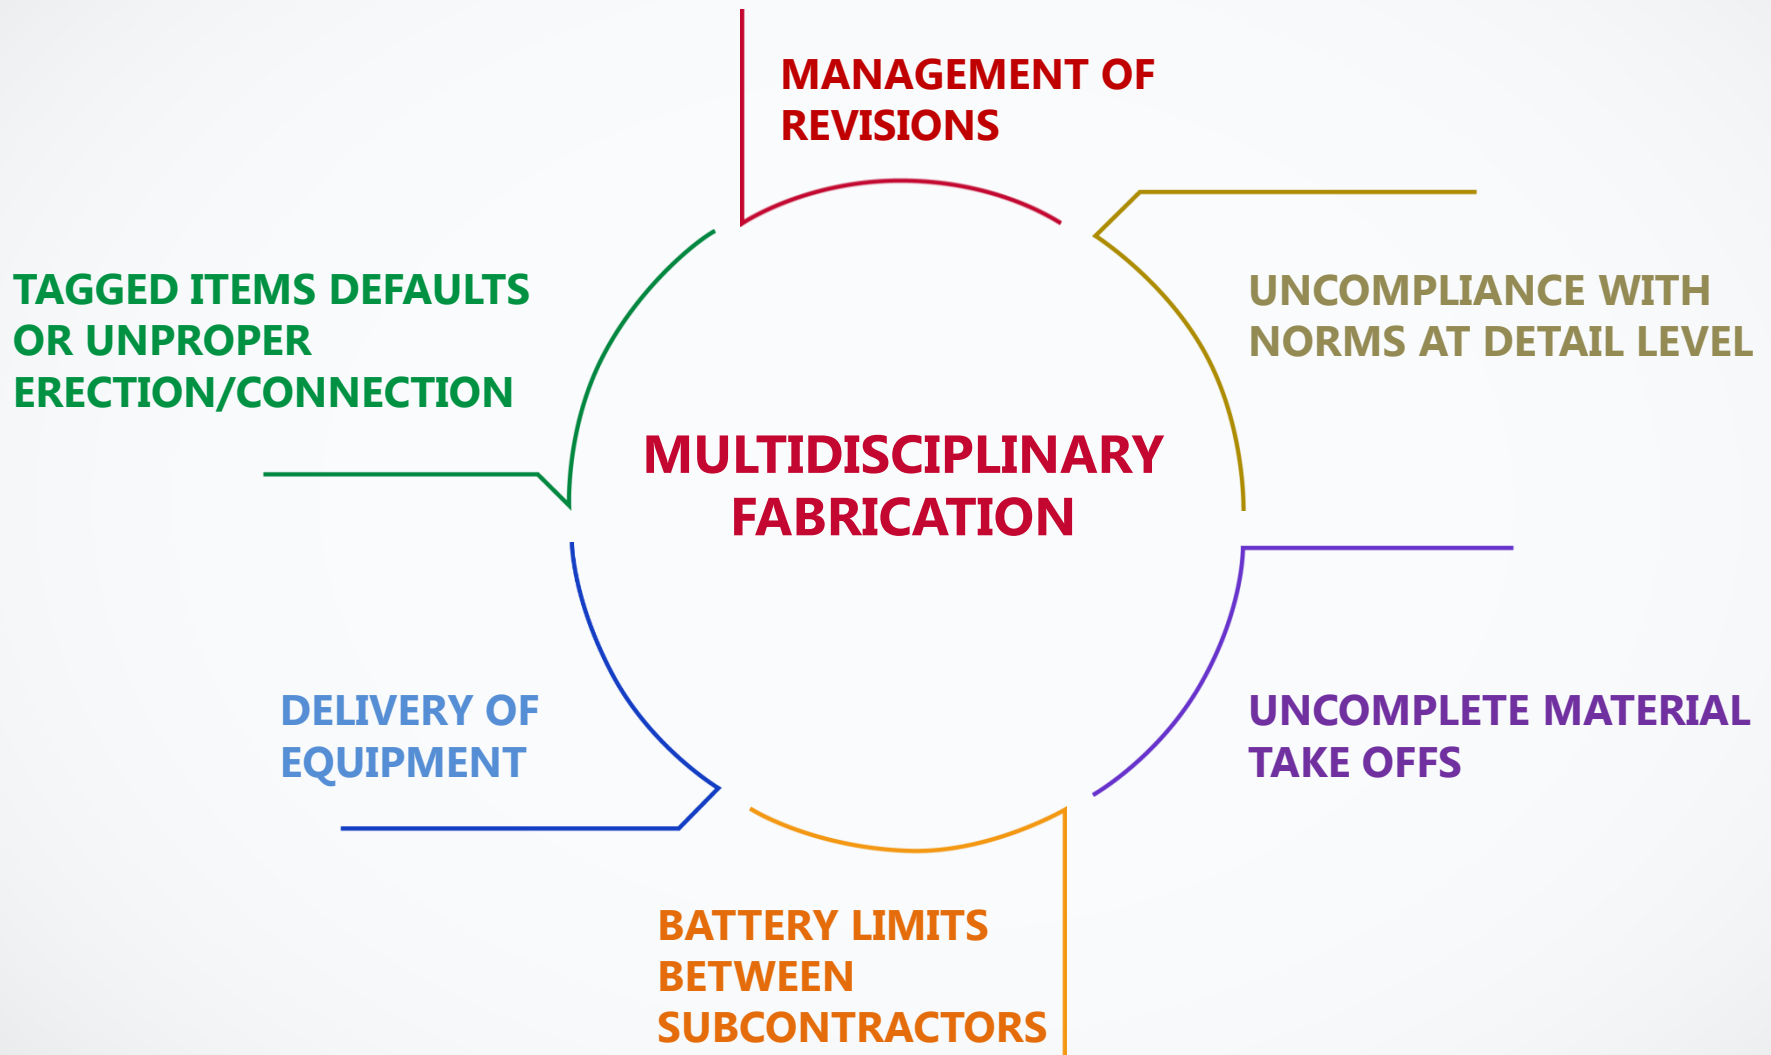 MANAGEMENT OF
REVISIONS
TAGGED ITEMS DEFAULTS
OR UNPROPER
ERECTION/CONNECTION
UNCOMPLIANCE WITH
NORMS AT DETAIL LEVEL
MULTIDISCIPLINARY
FABRICATION
DELIVERY OF
EQUIPMENT
UNCOMPLETE MATERIAL
TAKE OFFS
BATTERY LIMITS
BETWEEN
SUBCONTRACTORS